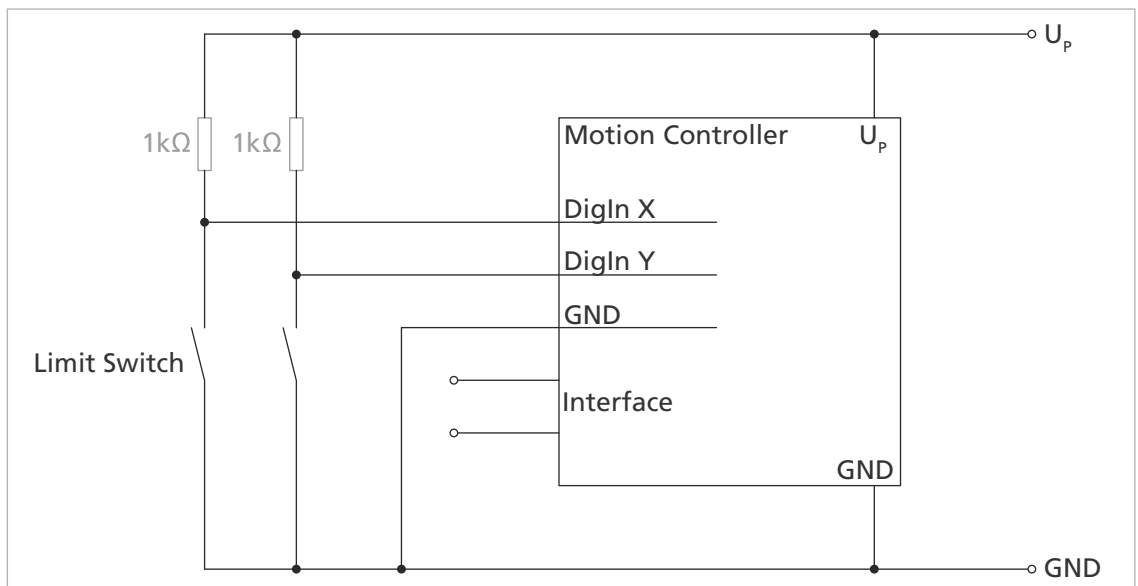 U_P
1kΩ 1kΩ
Motion Controller U_P
DigIn X
DigIn Y
GND
Limit Switch
Interface
GND
GND